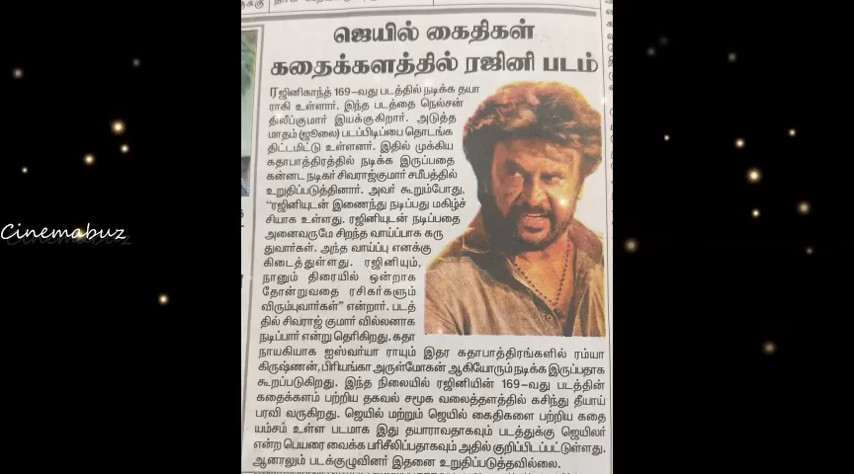 ஜெயில் கைதிகள்
கதைக்களத்தில் ரஜினி படம்
ரஜினிகாந்த் 169–வது படத்தில் நடிக்க தயா
ராகி உள்ளார். இந்த படத்தை நெல்சன்
திலீப்குமார் இயக்குகிறார். அடுத்த
மாதம் (ஜூலை) படப்பிடிப்பை தொடங்க
திட்டமிட்டு உள்ளனர். இதில் முக்கிய
கதாபாத்திரத்தில் நடிக்க இருப்பதை
கன்னட நடிகர் சிவராஜ்குமார் சமீபத்தில்
உறுதிப்படுத்தினார். அவர் கூறும்போது,
“ரஜினியுடன் இணைந்து நடிப்பது மகிழ்ச்
சியாக உள்ளது. ரஜினியுடன் நடிப்பதை
அனைவருமே சிறந்த வாய்ப்பாக கரு
துவார்கள். அந்த வாய்ப்பு எனக்கு
கிடைத்துள்ளது. ரஜினியும்,
நானும் திரையில் ஒன்றாக
தோன்றுவதை ரசிகர்களும்
விரும்புவார்கள்” என்றார். படத்
தில் சிவராஜ் குமார் வில்லனாக
நடிப்பார் என்று தெரிகிறது. கதா
நாயகியாக ஐஸ்வர்யா ராயும் இதர கதாபாத்திரங்களில் ரம்யா
கிருஷ்ணன், பிரியங்கா அருள்மோகன் ஆகியோரும் நடிக்க இருப்பதாக
கூறப்படுகிறது. இந்த நிலையில் ரஜினியின் 169–வது படத்தின்
கதைக்களம் பற்றிய தகவல் சமூக வலைத்தளத்தில் கசிந்து தீயாய்
பரவி வருகிறது. ஜெயில் மற்றும் ஜெயில் கைதிகளை பற்றிய கதை
யம்சம் உள்ள படமாக இது தயாராவதாகவும் படத்துக்கு ஜெயிலர்
என்ற பெயரை வைக்க பரிசீலிப்பதாகவும் அதில் குறிப்பிடப்பட்டுள்ளது.
ஆனாலும் படக்குழுவினர் இதனை உறுதிப்படுத்தவில்லை.
Cinemabuz